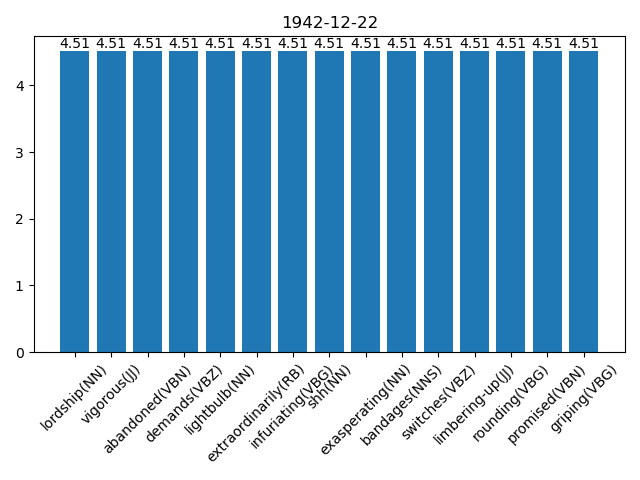 1942-12-22
4.51 4.51 4.51 4.51 4.51 4.51 4.51 4.51 4.51 4.51 4.51 4.51 4.51 4.51 4.51
4
3
2
1
0
lordship(NN)
vigorous(JJ)
abandoned(VBN)
demands(VBZ)
lightbulb(NN)
extraordinarily(RB)
infuriating(VBG)
shh(NN)
exasperating(NN)
bandages(NNS)
switches(VBZ)
limbering-up(JJ)
rounding(VBG)
promised(VBN)
griping(VBG)